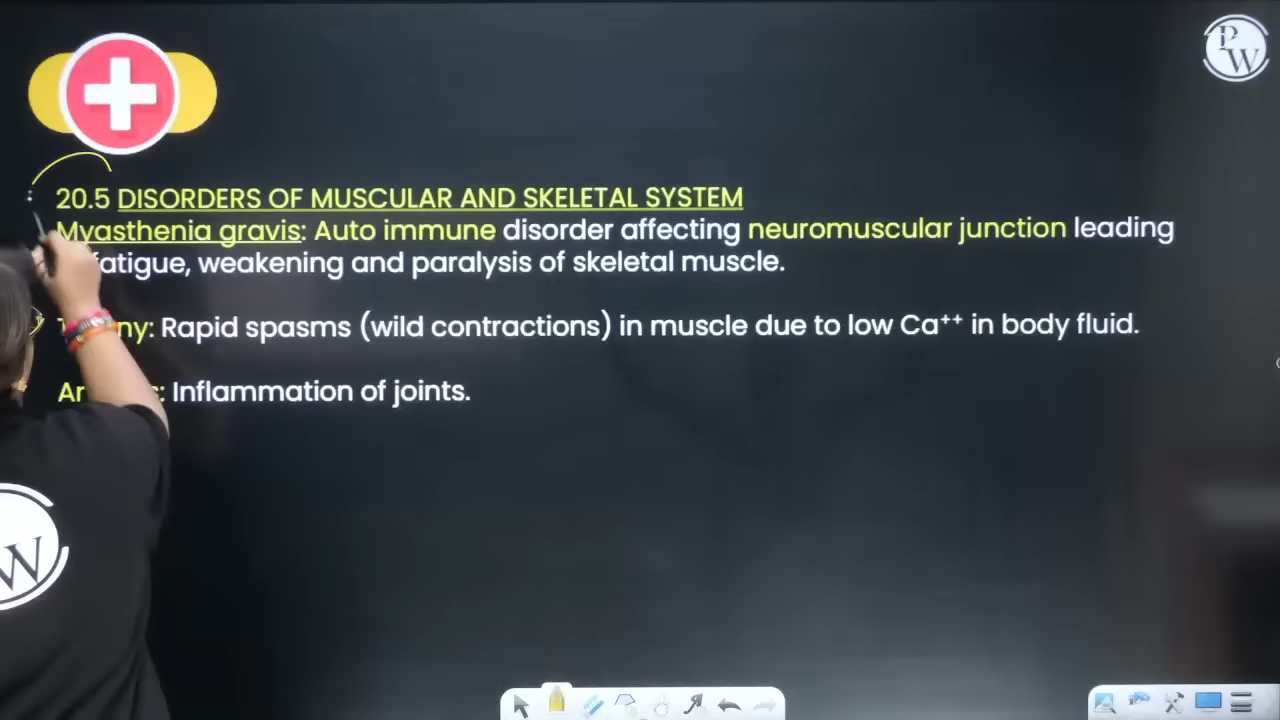 PW
20.5 DISORDERS OF MUSCULAR AND SKELETAL SYSTEM
Myasthenia gravis: Auto immune disorder affecting neuromuscular junction leading
fatigue, weakening and paralysis of skeletal muscle.
Rapid spasms (wild contractions) in muscle due to low Ca⁺⁺ in body fluid.
Inflammation of joints.
W